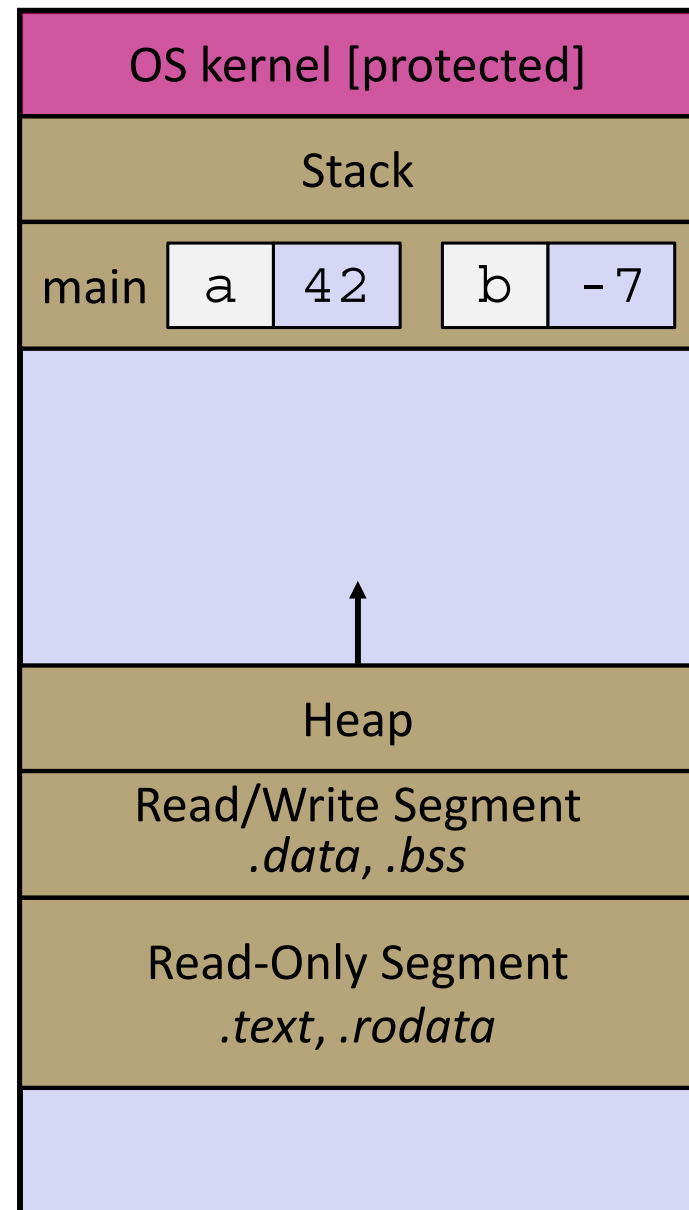 OS kernel [protected]
Stack
main a 42 b -7
Heap
Read/Write Segment
.data, .bss
Read-Only Segment
.text, .rodata